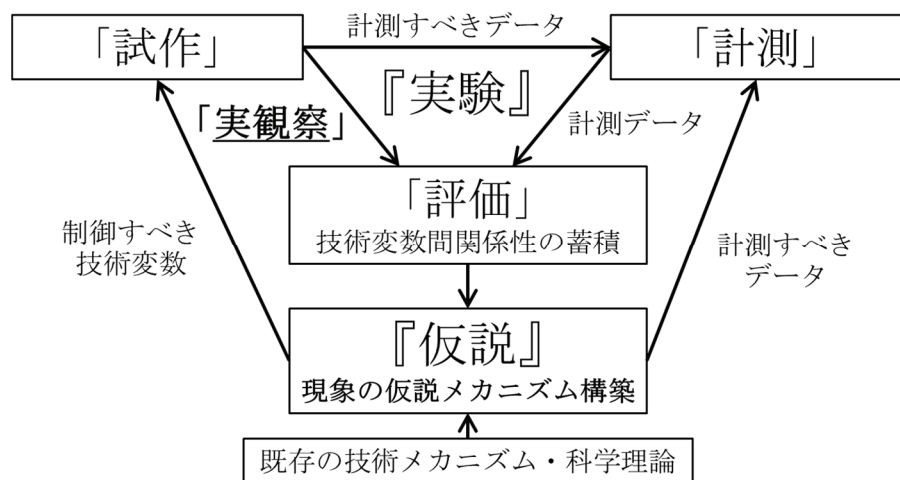 計測すべきデータ
「試作」
「計測」
『実験』
「実観察」
計測データ
「評価」
技術変数間関係性の蓄積
制御すべき
技術変数
計測すべき
データ
『仮説』
現象の仮説メカニズム構築
既存の技術メカニズム・科学理論